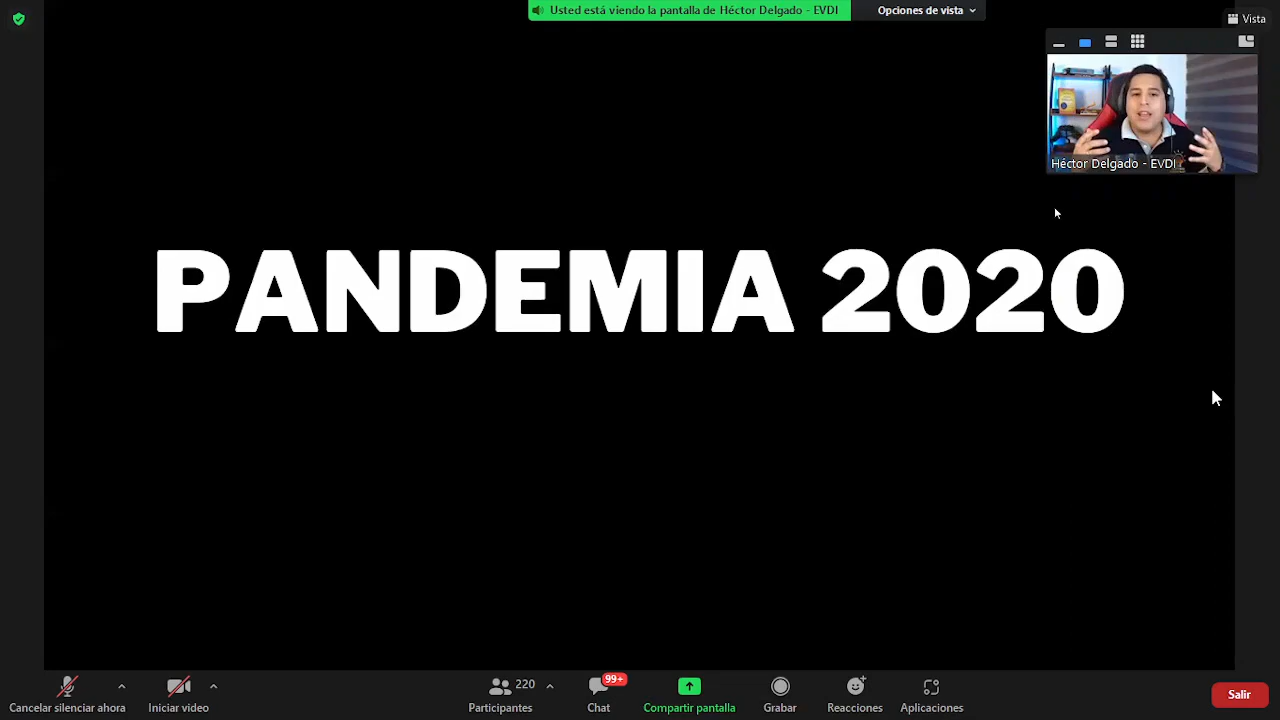 Usted está viendo la pantalla de Héctor Delgado - EVDI
Opciones de vista
Vista
Héctor Delgado - EVDI
PANDEMIA 2020
Cancelar silenciar ahora
Iniciar video
220
Participantes
99+
Chat
Compartir pantalla
Grabar
Reacciones
Aplicaciones
Salir